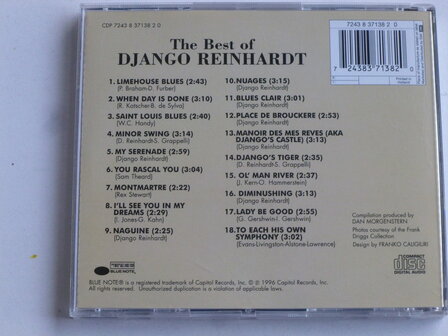 CDP 7243 8 37138 2 0
7243 8 37138 2 0
The Best of
DJANGO REINHARDT
7 24383 71382 0
1. LIMEHOUSE BLUES (2:43)
(P. Braham-D. Furber)
2. WHEN DAY IS DONE (3:10)
(R. Katscher-B. de Sylva)
3. SAINT LOUIS BLUES (2:40)
(W.C. Handy)
4. MINOR SWING (3:14)
(D. Reinhardt-S. Grappelli)
5. MY SERENADE (2:59)
(Django Reinhardt)
6. YOU RASCAL YOU (3:04)
(Sam Theard)
7. MONTMARTRE (2:22)
(Rex Stewart)
8. I'LL SEE YOU IN MY
DREAMS (2:29)
(I. Jones-G. Kahn)
9. NAGUINE (2:25)
(Django Reinhardt)
10. NUAGES (3:15)
(Django Reinhardt)
11. BLUES CLAIR (3:01)
(Django Reinhardt)
12. PLACE DE BROUCKERE (2:53)
(Django Reinhardt)
13. MANOIR DES MES REVES (AKA
DJANGO'S CASTLE) (3:13)
(Django Reinhardt)
14. DJANGO'S TIGER (2:35)
(D. Reinhardt-S. Grappelli)
15. OL' MAN RIVER (2:37)
(J. Kern-O. Hammerstein)
16. DIMINUSHING (3:13)
(Django Reinhardt)
17. LADY BE GOOD (2:55)
(G. Gershwin-I. Gershwin)
18. TO EACH HIS OWN
SYMPHONY (3:02)
(Evans-Livingston-Alstone-Lawrence)
Compilation produced by
DAN MORGENSTERN
Photos courtesy of the Frank
Driggs Collection
Design by FRANKO CALIGIURI
BLUE NOTE
BLUE NOTE® is a registered trademark of Capitol Records, Inc. ℗ © 1996 Capitol Records, Inc.
All rights reserved. Unauthorized duplication is a violation of applicable laws.
COMPACT
disc
DIGITAL AUDIO